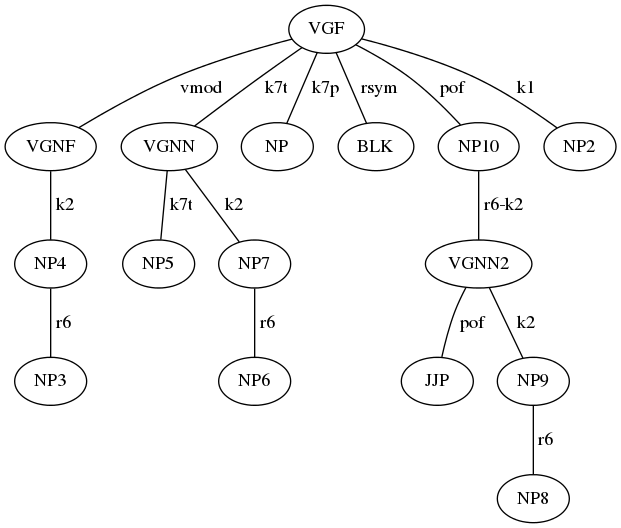 VGF
vmod k7t k7p rsym pof k1
VGNF VGNN NP BLK NP10 NP2
k2 k7t k2 r6-k2
NP4 NP5 NP7 VGNN2
r6 r6 pof k2
NP3 NP6 JJP NP9
r6
NP8